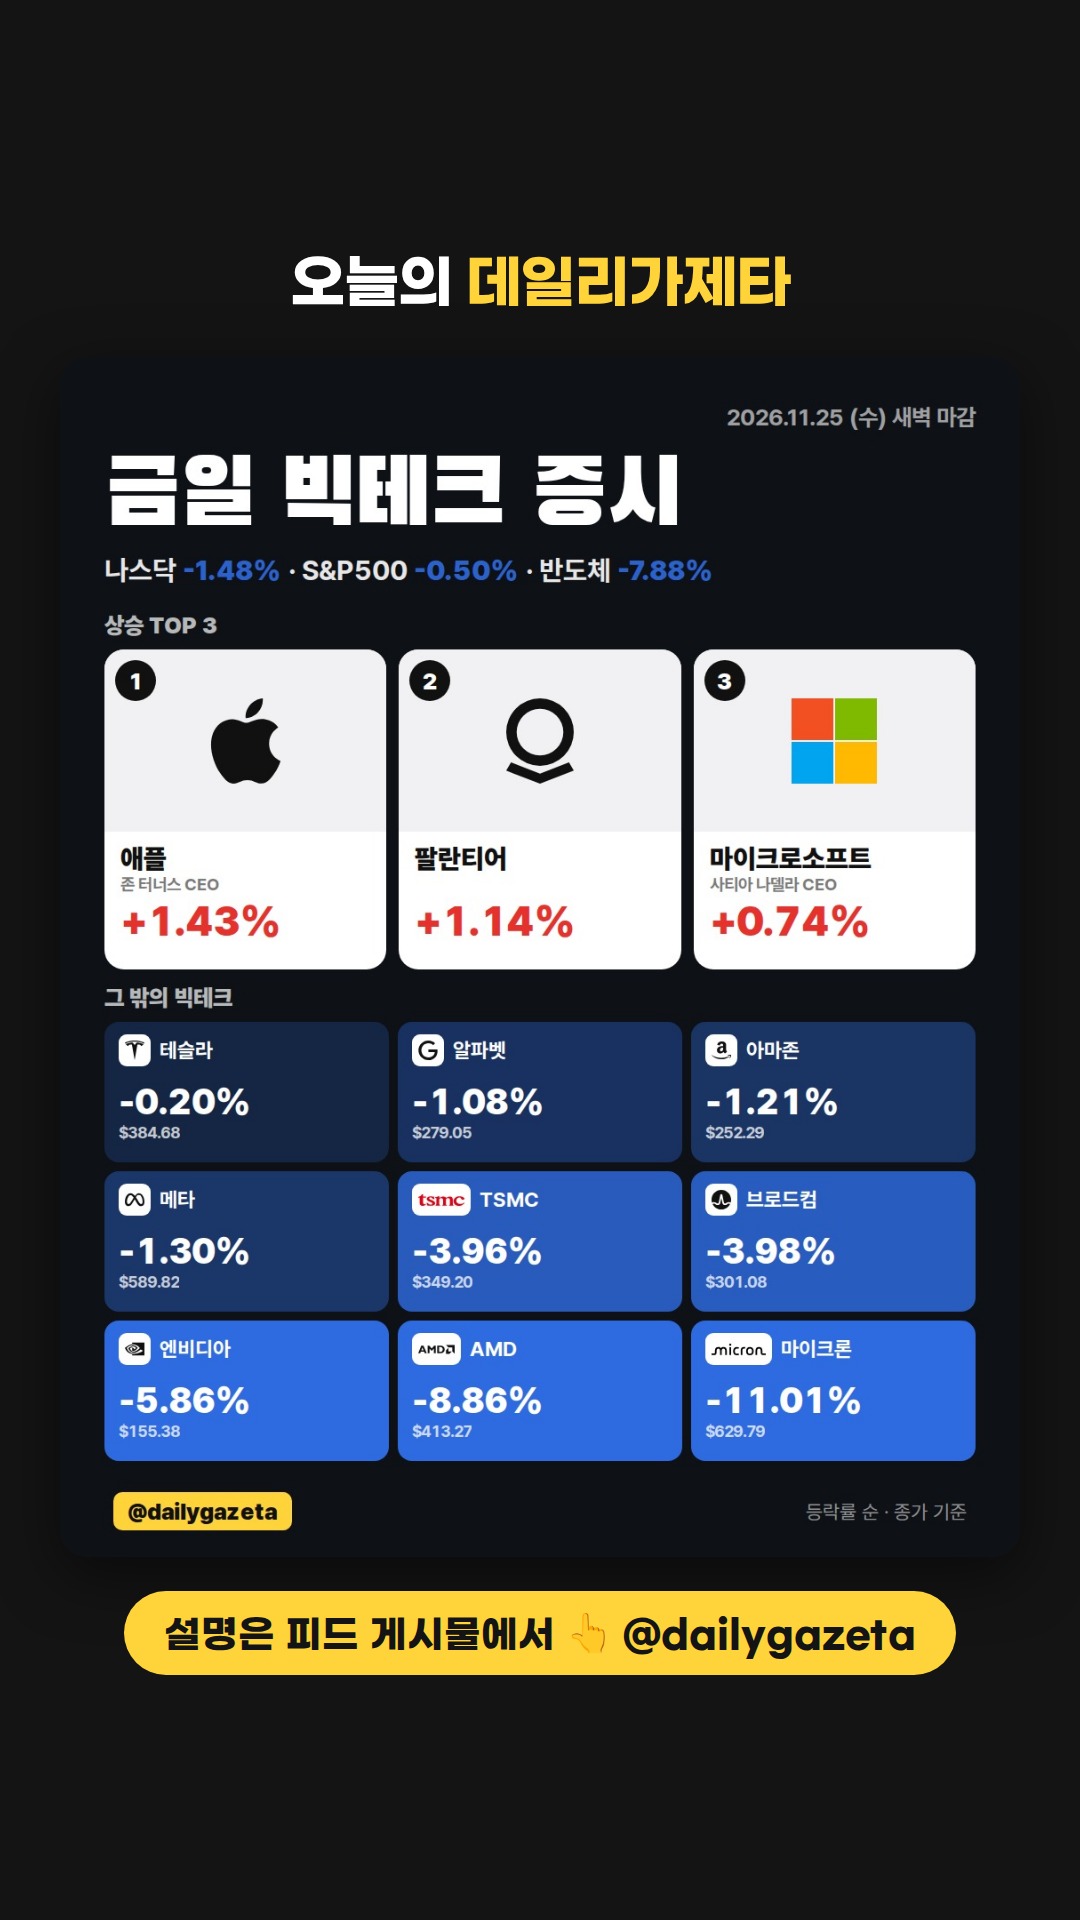 오늘의 데일리가제타
2026.11.25 (수) 새벽 마감
금일 빅테크 증시
나스닥 -1.48% · S&P500 -0.50% · 반도체 -7.88%
상승 TOP 3
1
2
3
애플
존 터너스 CEO
+1.43%
팔란티어
+1.14%
마이크로소프트
사티아 나델라 CEO
+0.74%
그 밖의 빅테크
테슬라
-0.20%
$384.68
G 알파벳
-1.08%
$279.05
a 아마존
-1.21%
$252.29
메타
-1.30%
$589.82
tsmc TSMC
-3.96%
$349.20
브로드컴
-3.98%
$301.08
엔비디아
-5.86%
$155.38
AMD AMD
-8.86%
$413.27
micron 마이크론
-11.01%
$629.79
@dailygazeta
등락률 순 · 종가 기준
설명은 피드 게시물에서 👆 @dailygazeta